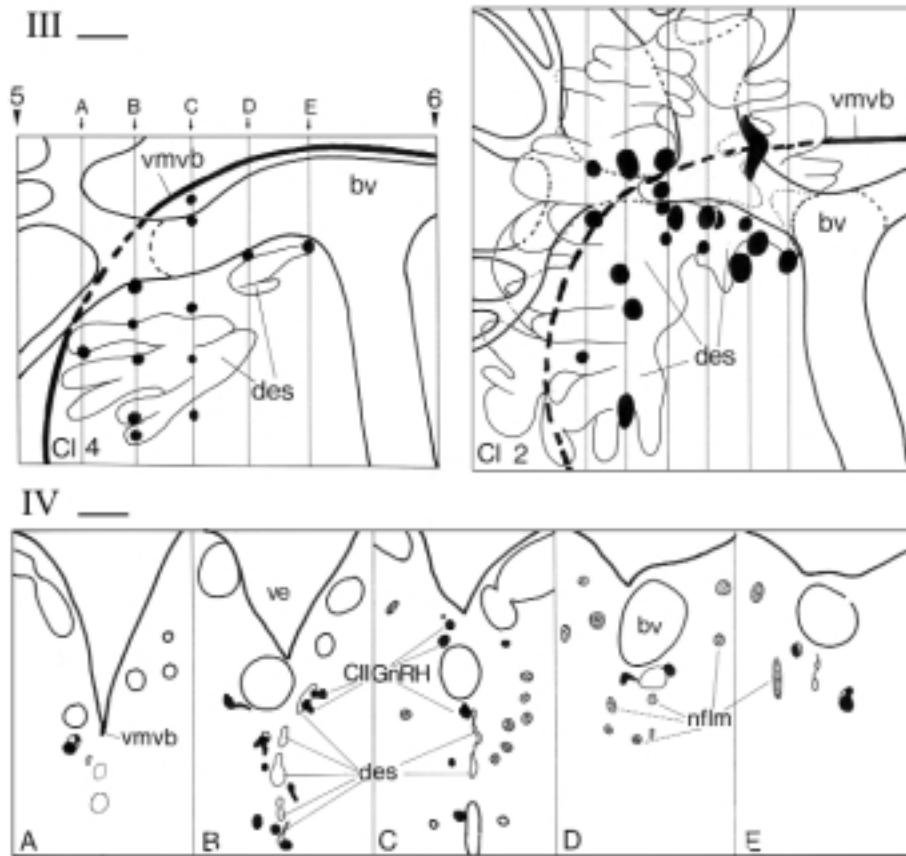 III
5 A B C D E 6
vmvb
bv
des
Cl 4
vmvb
bv
des
Cl 2
IV
ve
bv
CIIGnRH
nflm
vmvb
des
A B C D E